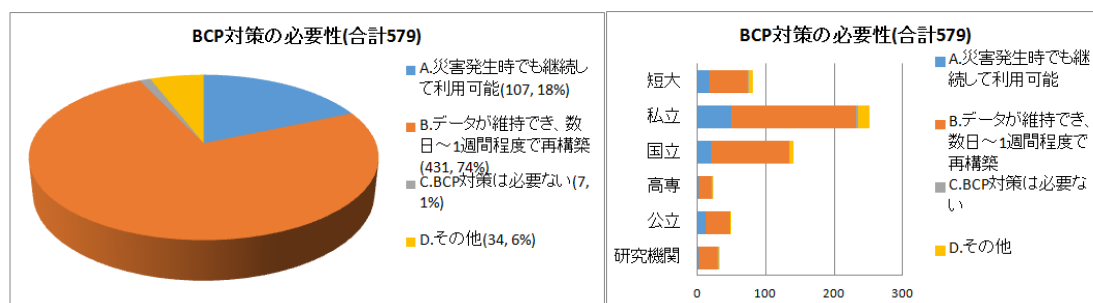 BCP対策の必要性(合計579)
A.災害発生時でも継続し
て利用可能(107, 18%)
B.データが維持でき、数
日～1週間程度で再構築
(431, 74%)
C.BCP対策は必要ない(7,
1%)
D.その他(34, 6%)
BCP対策の必要性(合計579)
短大
私立
国立
高専
公立
研究機関
0
100
200
300
A.災害発生時でも継
続して利用可能
B.データが維持でき、
数日～1週間程度で
再構築
C.BCP対策は必要な
い
D.その他